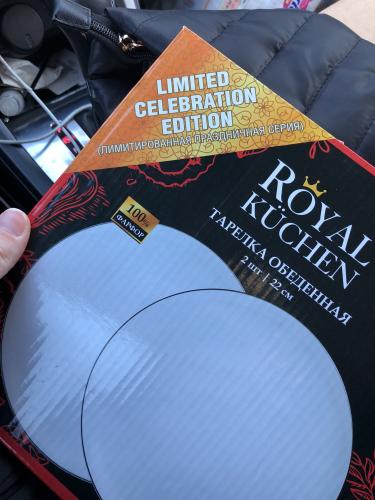 LIMITED
CELEBRATION
EDITION
(ЛИМИТИРОВАННАЯ ПРАЗДНИЧНАЯ СЕРИЯ)
ROYAL
KÜCHEN
100%
ФАРФОР
ТАРЕЛКА ОБЕДЕННАЯ
2 ШТ | 22 СМ